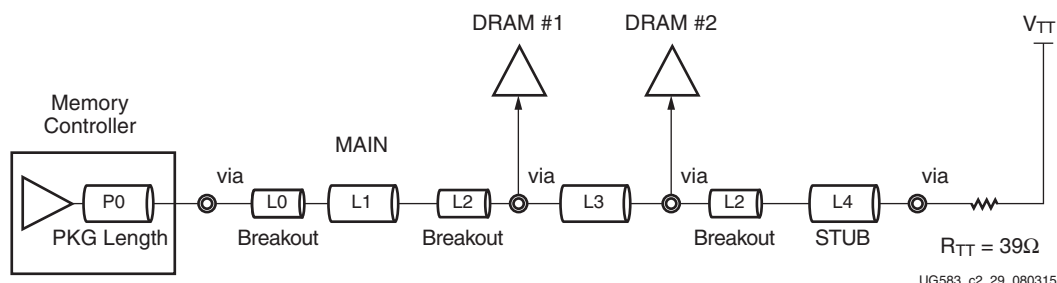 DRAM #1
DRAM #2
VTT
Memory
Controller
MAIN
via
via
via
via
P0
L0
L1
L2
L3
L2
L4
PKG Length
Breakout
Breakout
Breakout
STUB
RTT = 39Ω
UG583_c2_29_080315